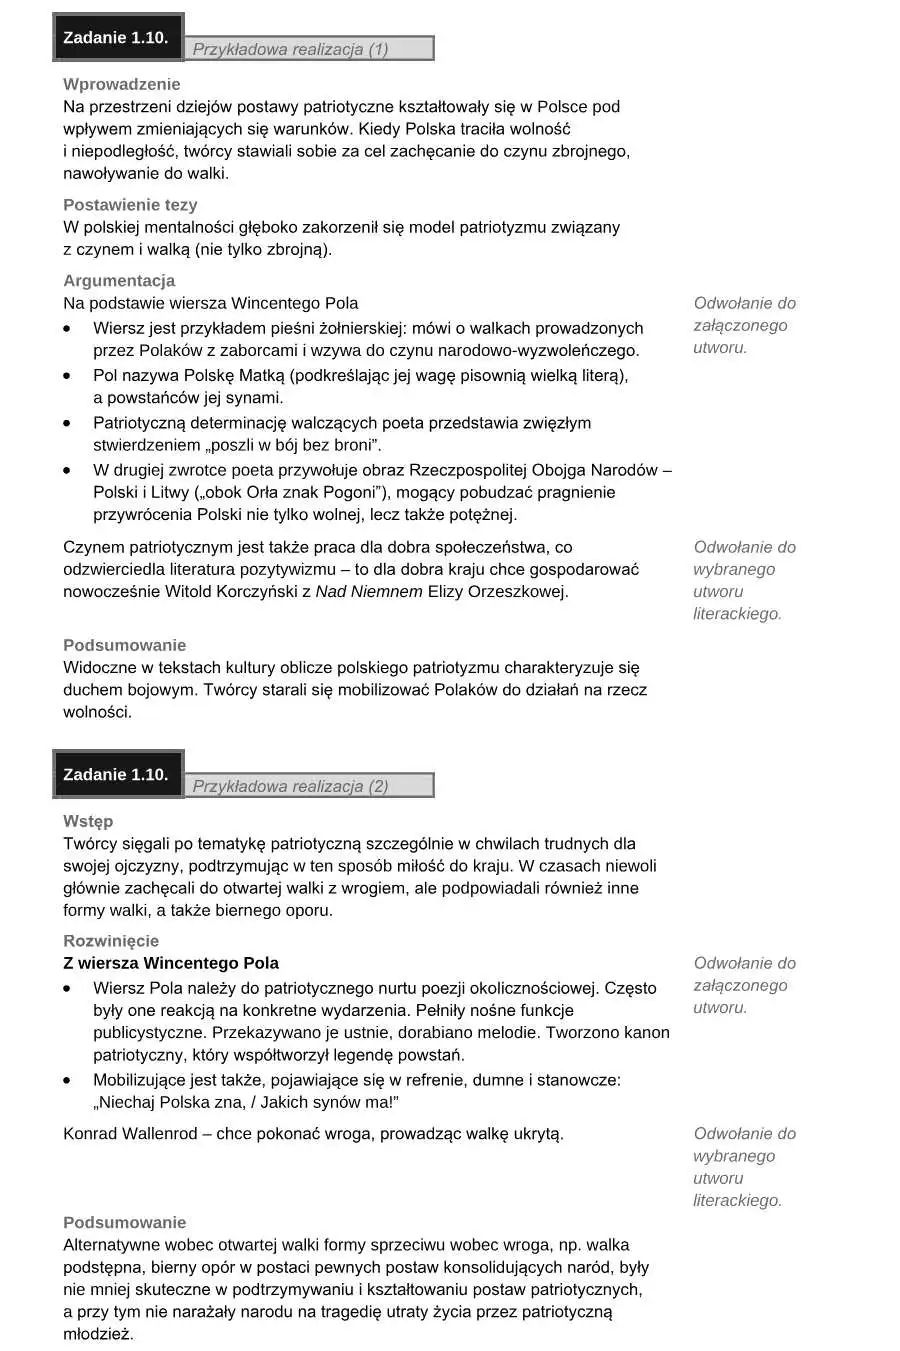 Zadanie 1.10.
Przykładowa realizacja (1)
Wprowadzenie
Na przestrzeni dziejów postawy patriotyczne kształtowały się w Polsce pod
wpływem zmieniających się warunków. Kiedy Polska traciła wolność
i niepodległość, twórcy stawiali sobie za cel zachęcanie do czynu zbrojnego,
nawoływanie do walki.
Postawienie tezy
W polskiej mentalności głęboko zakorzenił się model patriotyzmu związany
z czynem i walką (nie tylko zbrojną).
Argumentacja
Na podstawie wiersza Wincentego Pola
• Wiersz jest przykładem pieśni żołnierskiej: mówi o walkach prowadzonych
przez Polaków z zaborcami i wzywa do czynu narodowo-wyzwoleńczego.
• Pol nazywa Polskę Matką (podkreślając jej wagę pisownią wielką literą),
a powstańców jej synami.
• Patriotyczną determinację walczących poeta przedstawia zwięzłym
stwierdzeniem „poszli w bój bez broni”.
• W drugiej zwrotce poeta przywołuje obraz Rzeczpospolitej Obojga Narodów –
Polski i Litwy („obok Orła znak Pogoni”), mogący pobudzać pragnienie
przywrócenia Polski nie tylko wolnej, lecz także potężnej.
Odwołanie do
załączonego
utworu.
Czynem patriotycznym jest także praca dla dobra społeczeństwa, co
odzwierciedla literatura pozytywizmu – to dla dobra kraju chce gospodarować
nowocześnie Witold Korczyński z Nad Niemnem Elizy Orzeszkowej.
Odwołanie do
wybranego
utworu
literackiego.
Podsumowanie
Widoczne w tekstach kultury oblicze polskiego patriotyzmu charakteryzuje się
duchem bojowym. Twórcy starali się mobilizować Polaków do działań na rzecz
wolności.
Zadanie 1.10.
Przykładowa realizacja (2)
Wstęp
Twórcy sięgali po tematykę patriotyczną szczególnie w chwilach trudnych dla
swojej ojczyzny, podtrzymując w ten sposób miłość do kraju. W czasach niewoli
głównie zachęcali do otwartej walki z wrogiem, ale podpowiadali również inne
formy walki, a także biernego oporu.
Rozwinięcie
Z wiersza Wincentego Pola
• Wiersz Pola należy do patriotycznego nurtu poezji okolicznościowej. Często
były one reakcją na konkretne wydarzenia. Pełniły nośne funkcje
publicystyczne. Przekazywano je ustnie, dorabiano melodie. Tworzono kanon
patriotyczny, który współtworzył legendę powstań.
• Mobilizujące jest także, pojawiające się w refrenie, dumne i stanowcze:
„Niechaj Polska zna, / Jakich synów ma!”
Odwołanie do
załączonego
utworu.
Konrad Wallenrod – chce pokonać wroga, prowadząc walkę ukrytą.
Odwołanie do
wybranego
utworu
literackiego.
Podsumowanie
Alternatywne wobec otwartej walki formy sprzeciwu wobec wroga, np. walka
podstępna, bierny opór w postaci pewnych postaw konsolidujących naród, były
nie mniej skuteczne w podtrzymywaniu i kształtowaniu postaw patriotycznych,
a przy tym nie narażały narodu na tragedię utraty życia przez patriotyczną
młodzież.